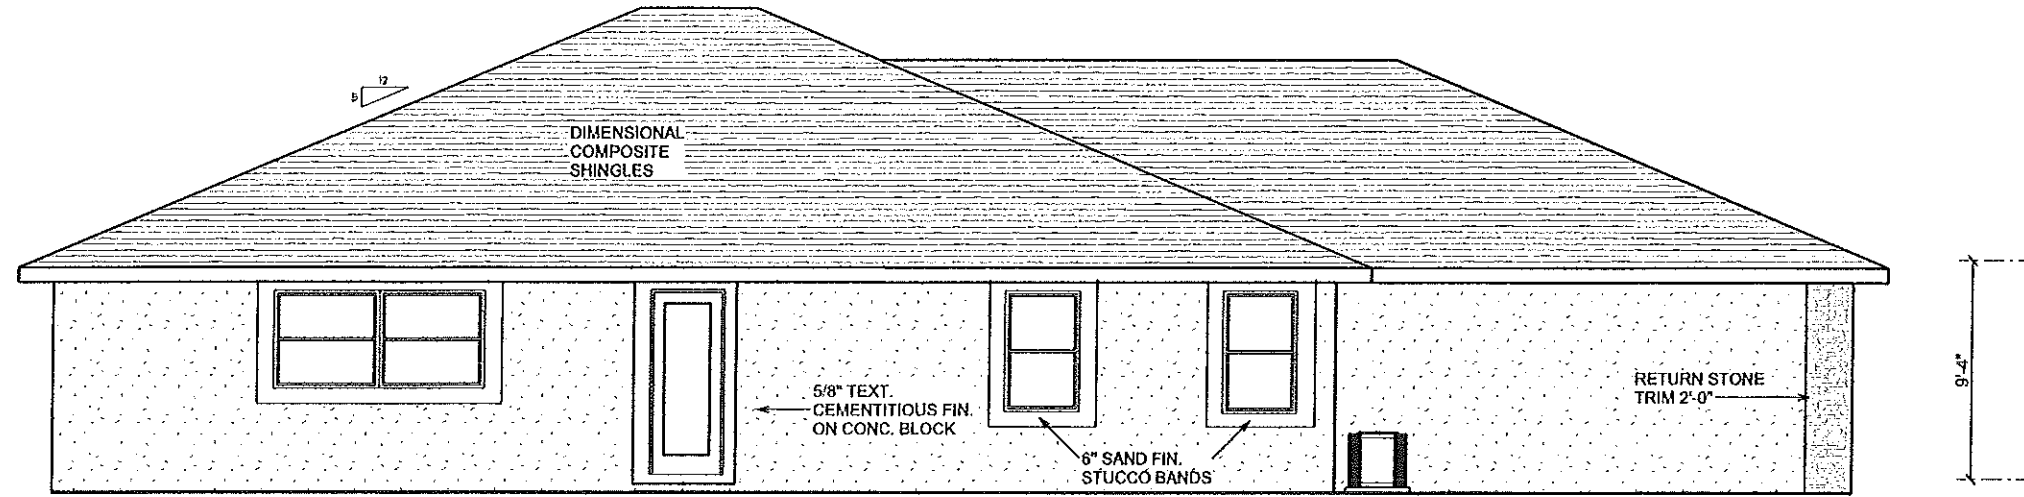 12
5
DIMENSIONAL
COMPOSITE
SHINGLES
9'-4"
RETURN STONE
TRIM 2'-0"
5/8" TEXT.
CEMENTITIOUS FIN.
ON CONC. BLOCK
6" SAND FIN.
STUCCO BANDS